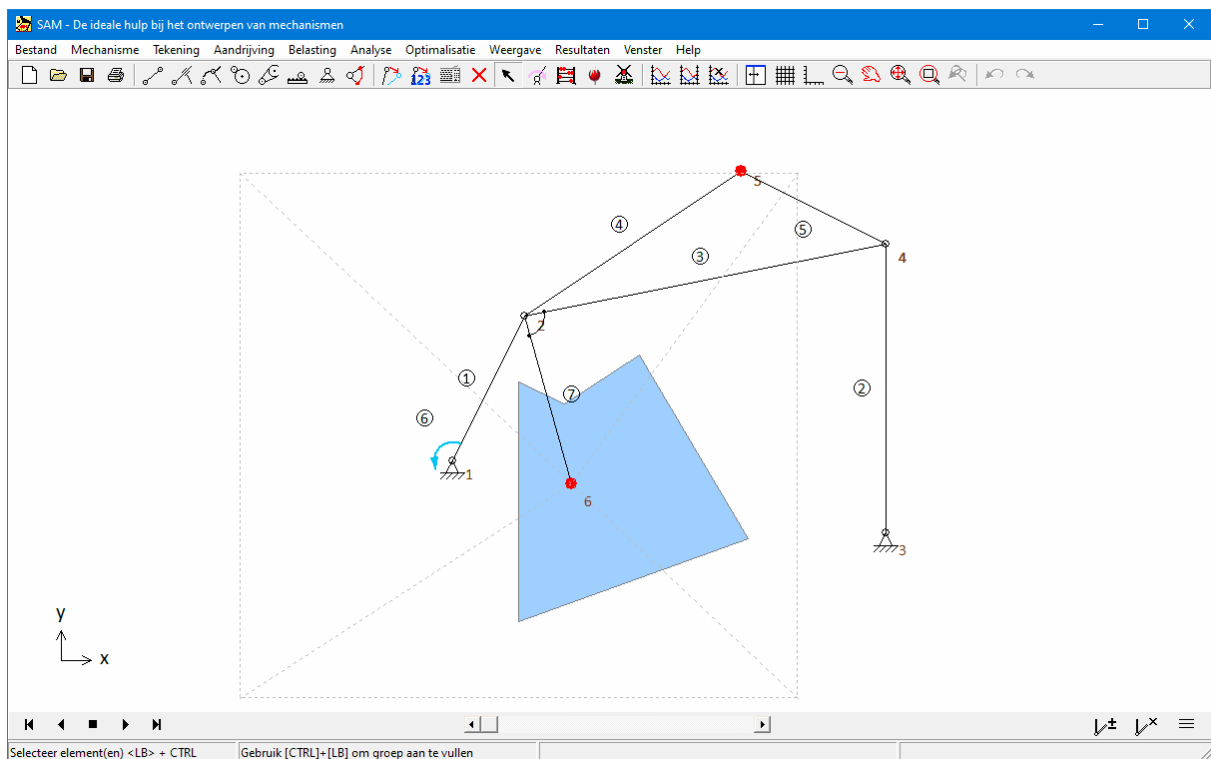 SAM - De ideale hulp bij het ontwerpen van mechanismen
Bestand Mechanisme Tekening Aandrijving Belasting Analyse Optimalisatie Weergave Resultaten Venster Help
123
5
4
5
3
4
2
1
7
2
6
1
6
3
y
x
Selecteer element(en) <LB> + CTRL Gebruik [CTRL]+[LB] om groep aan te vullen